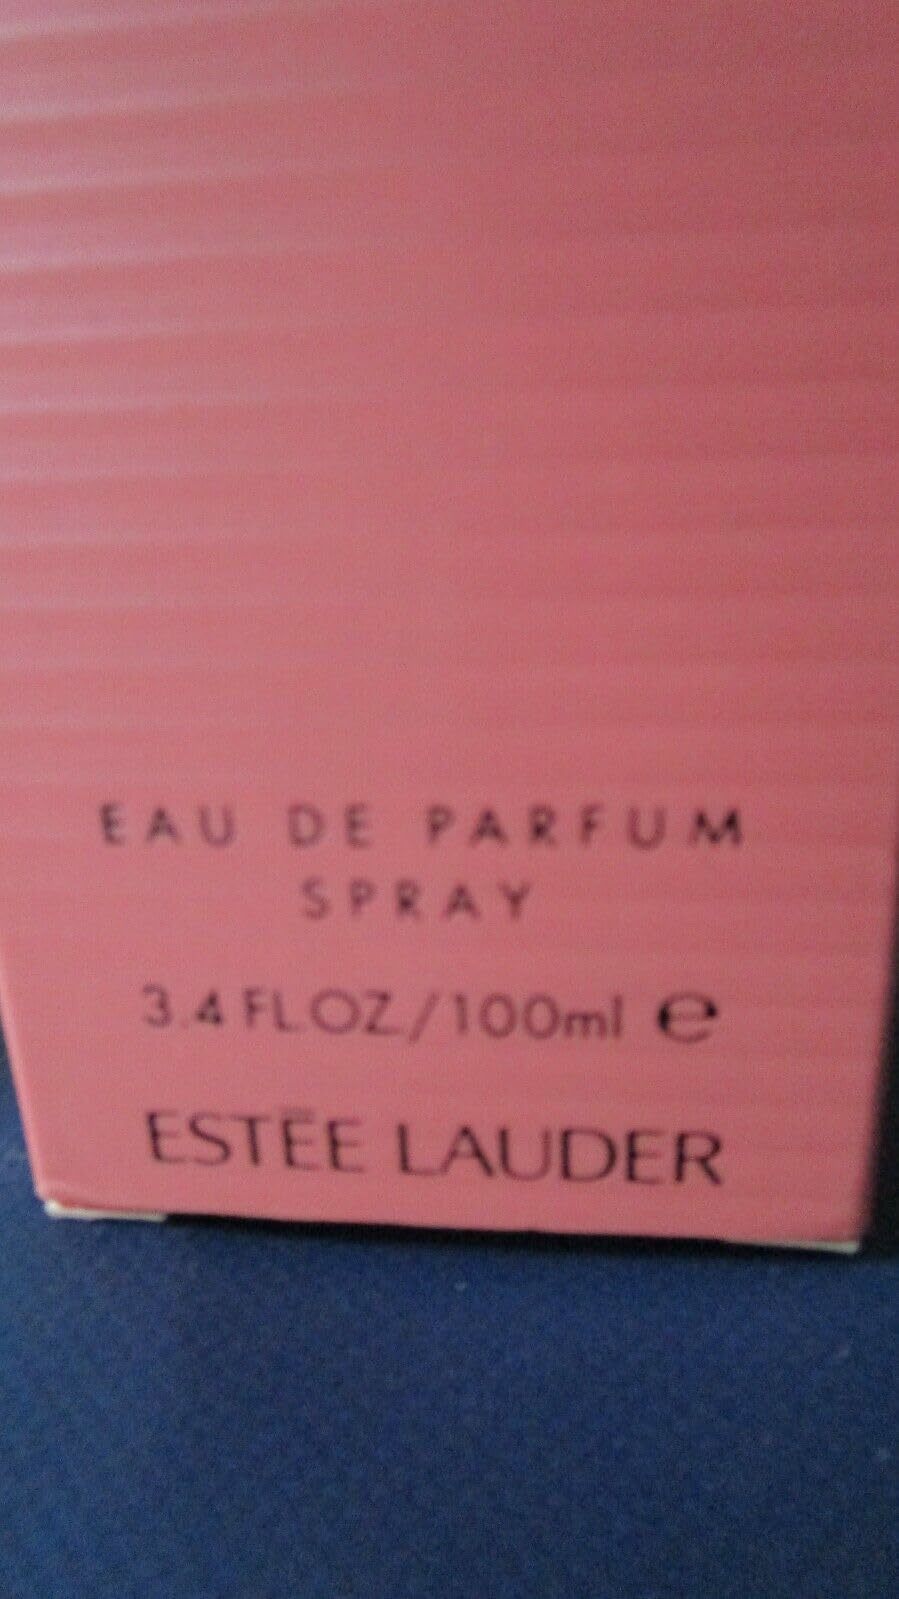 EAU DE PARFUM
SPRAY
3.4 FL.OZ./100ml ℮
ESTĒE LAUDER